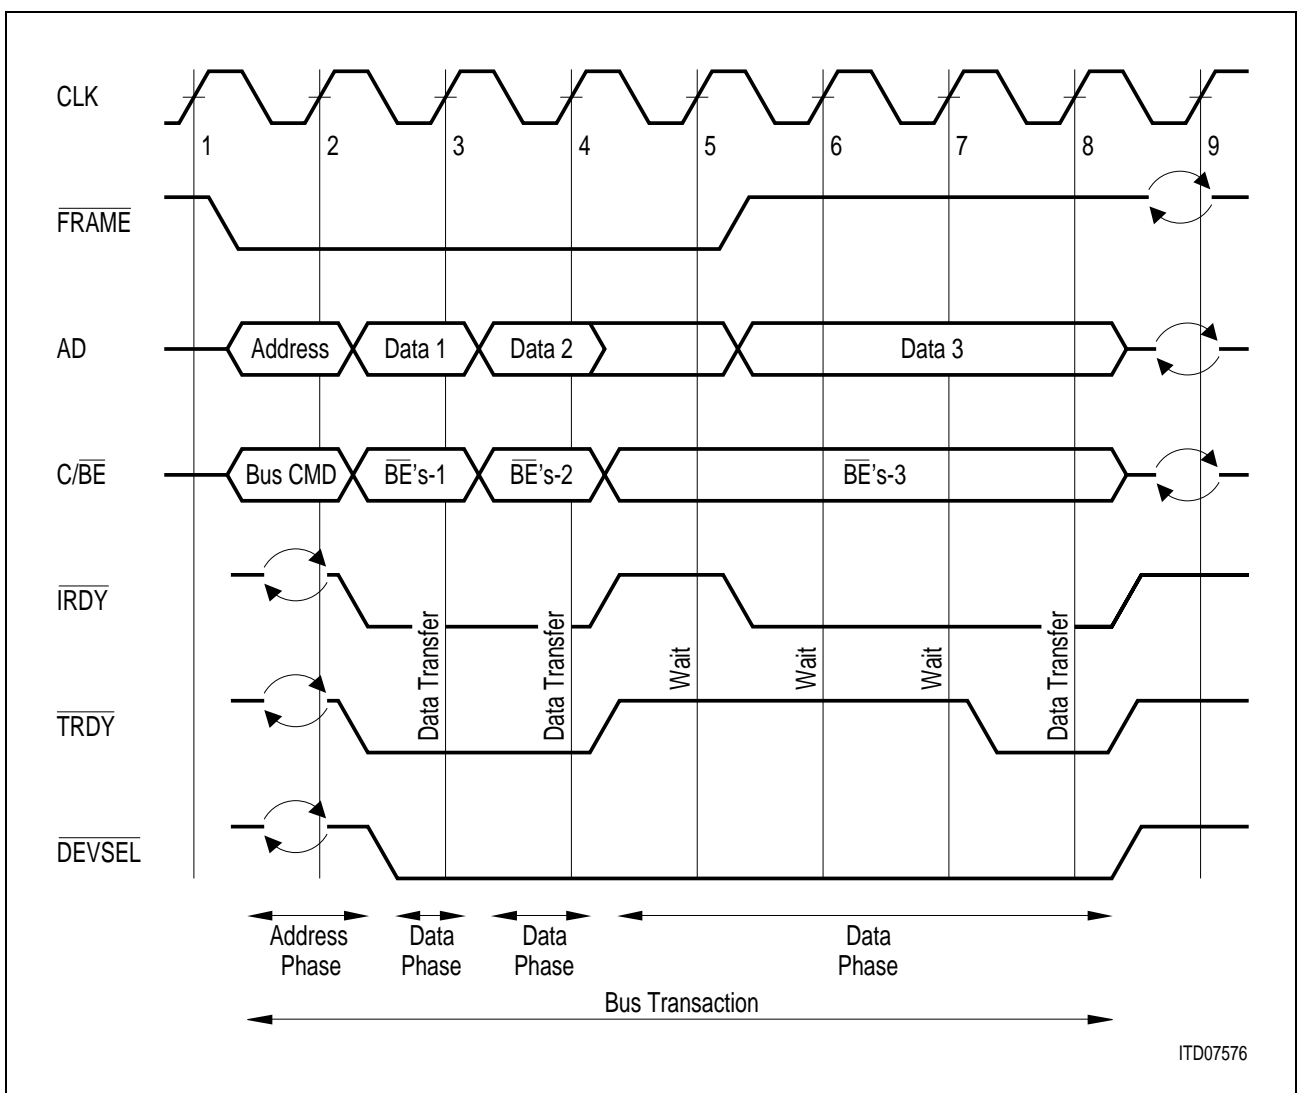 CLK
1 2 3 4 5 6 7 8 9
FRAME
AD
Address Data 1 Data 2 Data 3
C/BE
Bus CMD BE's-1 BE's-2 BE's-3
IRDY
Data Transfer
Data Transfer
Wait
Wait
Wait
Data Transfer
TRDY
DEVSEL
Address Phase
Data Phase
Data Phase
Data Phase
Bus Transaction
ITD07576